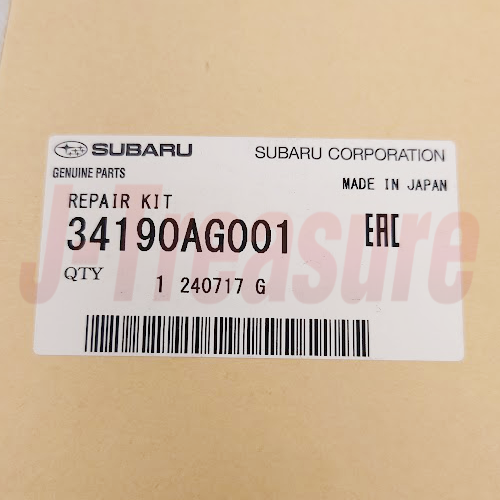 SUBARU
SUBARU CORPORATION
GENUINE PARTS
MADE IN JAPAN
REPAIR KIT
34190AG001
EAC
QTY
1 240717 G
J-Treasure